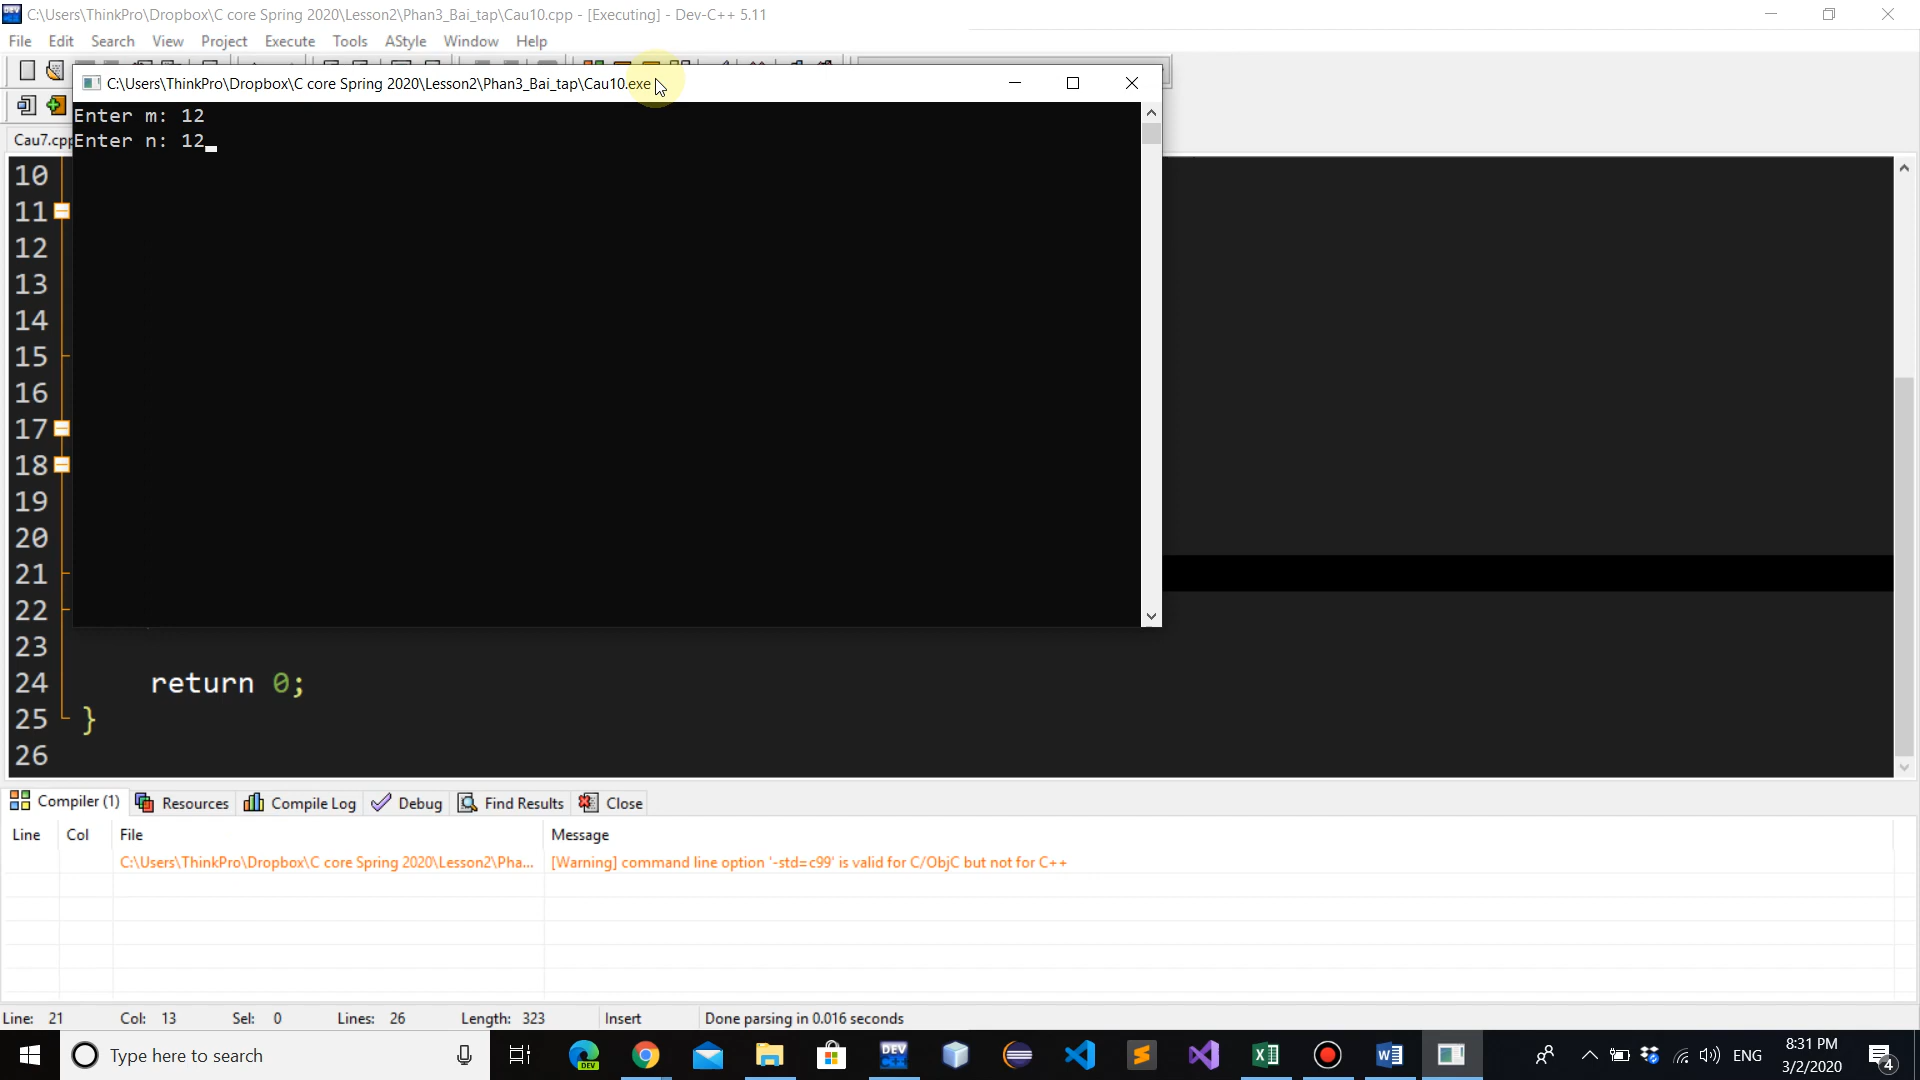 C:\Users\ThinkPro\Dropbox\C core Spring 2020\Lesson2\Phan3_Bai_tap\Cau10.cpp - [Executing] - Dev-C++ 5.11
File Edit Search View Project Execute Tools AStyle Window Help
C:\Users\ThinkPro\Dropbox\C core Spring 2020\Lesson2\Phan3_Bai_tap\Cau10.exe
Enter m: 12
Enter n: 12
Cau7.cpp
10
11
12
13
14
15
16
17
18
19
20
21
22
23
24 return 0;
25 }
26
Compiler (1) Resources Compile Log Debug Find Results Close
Line Col File Message
C:\Users\ThinkPro\Dropbox\C core Spring 2020\Lesson2\Pha... [Warning] command line option '-std=c99' is valid for C/ObjC but not for C++
Line: 21 Col: 13 Sel: 0 Lines: 26 Length: 323 Insert Done parsing in 0.016 seconds
Type here to search
DEV
DEV
ENG
8:31 PM
3/2/2020
4